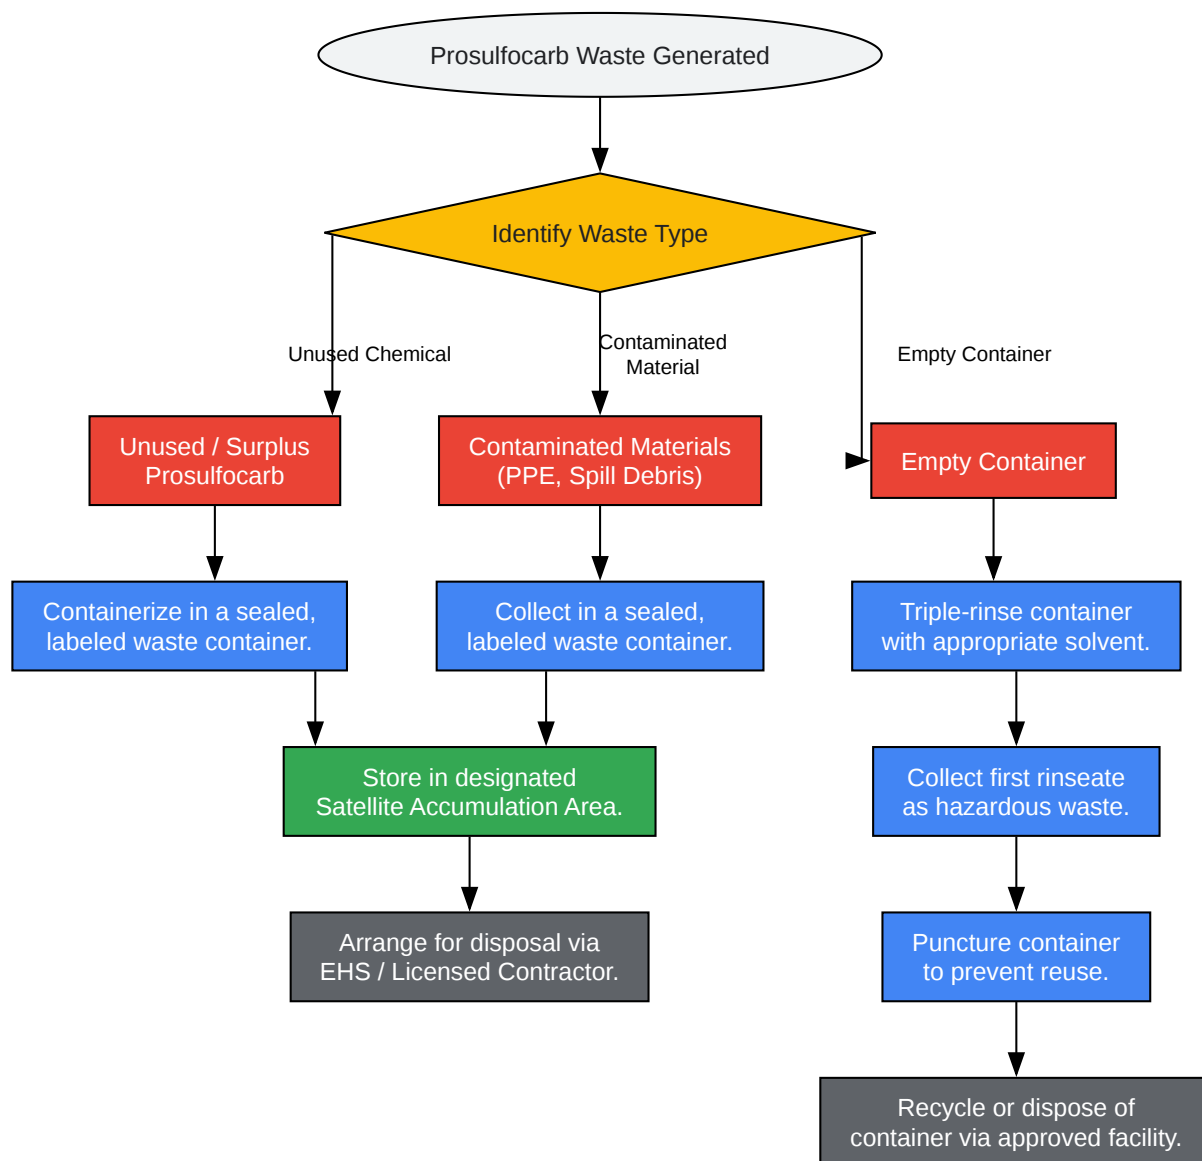 Prosulfocarb Waste Generated
Identify Waste Type
Unused Chemical
Contaminated
Material
Empty Container
Unused / Surplus
Prosulfocarb
Contaminated Materials
(PPE, Spill Debris)
Empty Container
Containerize in a sealed,
labeled waste container.
Collect in a sealed,
labeled waste container.
Triple-rinse container
with appropriate solvent.
Store in designated
Satellite Accumulation Area.
Collect first rinseate
as hazardous waste.
Arrange for disposal via
EHS / Licensed Contractor.
Puncture container
to prevent reuse.
Recycle or dispose of
container via approved facility.